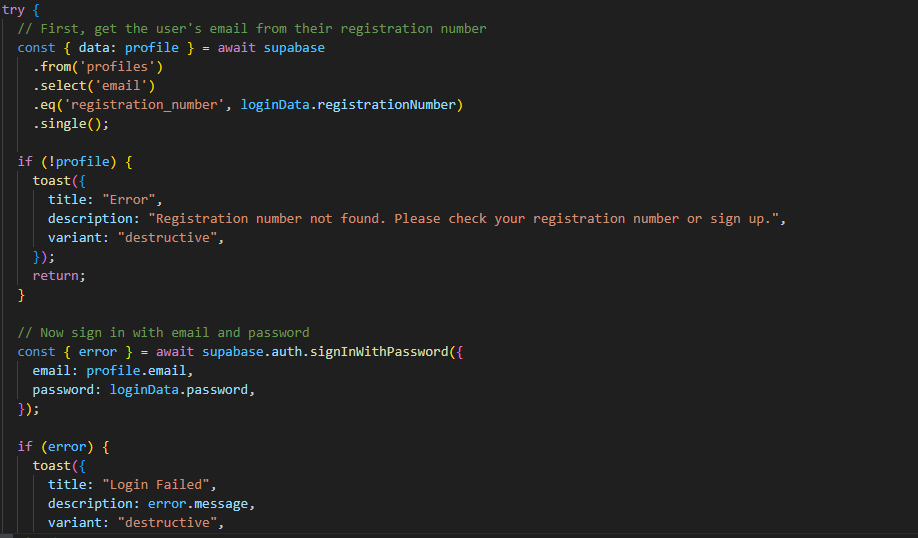 try {
// First, get the user's email from their registration number
const { data: profile } = await supabase
.from('profiles')
.select('email')
.eq('registration_number', loginData.registrationNumber)
.single();
if (!profile) {
toast({
title: "Error",
description: "Registration number not found. Please check your registration number or sign up.",
variant: "destructive",
});
return;
}
// Now sign in with email and password
const { error } = await supabase.auth.signInWithPassword({
email: profile.email,
password: loginData.password,
});
if (error) {
toast({
title: "Login Failed",
description: error.message,
variant: "destructive",